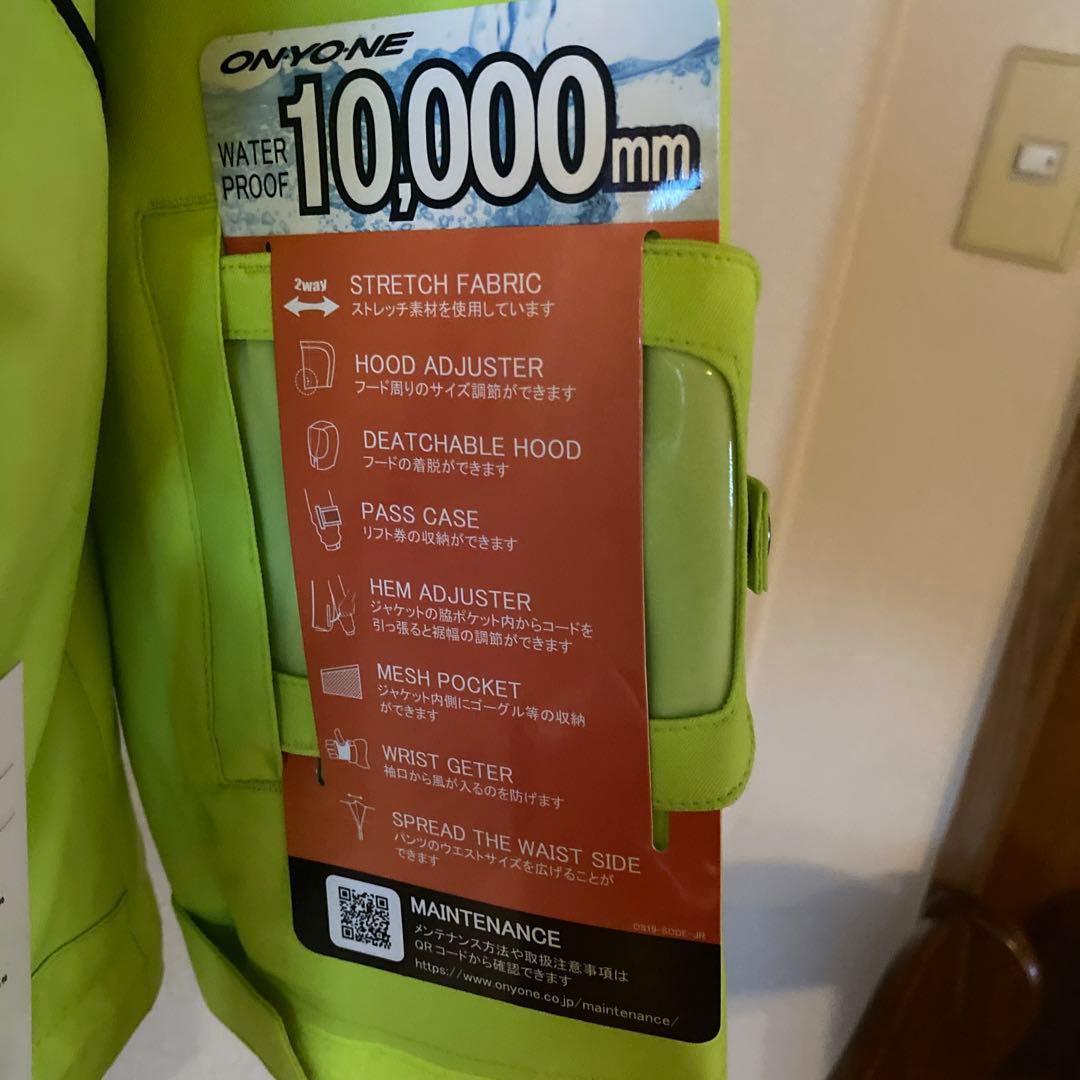 ON・YO・NE
WATER
PROOF
10,000mm
2way
STRETCH FABRIC
ストレッチ素材を使用しています
HOOD ADJUSTER
フード周りのサイズ調節ができます
DEATCHABLE HOOD
フードの着脱ができます
PASS CASE
リフト券の収納ができます
HEM ADJUSTER
ジャケットの脇ポケット内からコードを
引っ張ると裾幅の調節ができます
MESH POCKET
ジャケット内側にゴーグル等の収納
ができます
WRIST GETER
袖口から風が入るのを防げます
SPREAD THE WAIST SIDE
パンツのウエストサイズを広げることが
できます
MAINTENANCE
メンテナンス方法や取扱注意事項は
QRコードから確認できます
https://www.onyone.co.jp/maintenance/